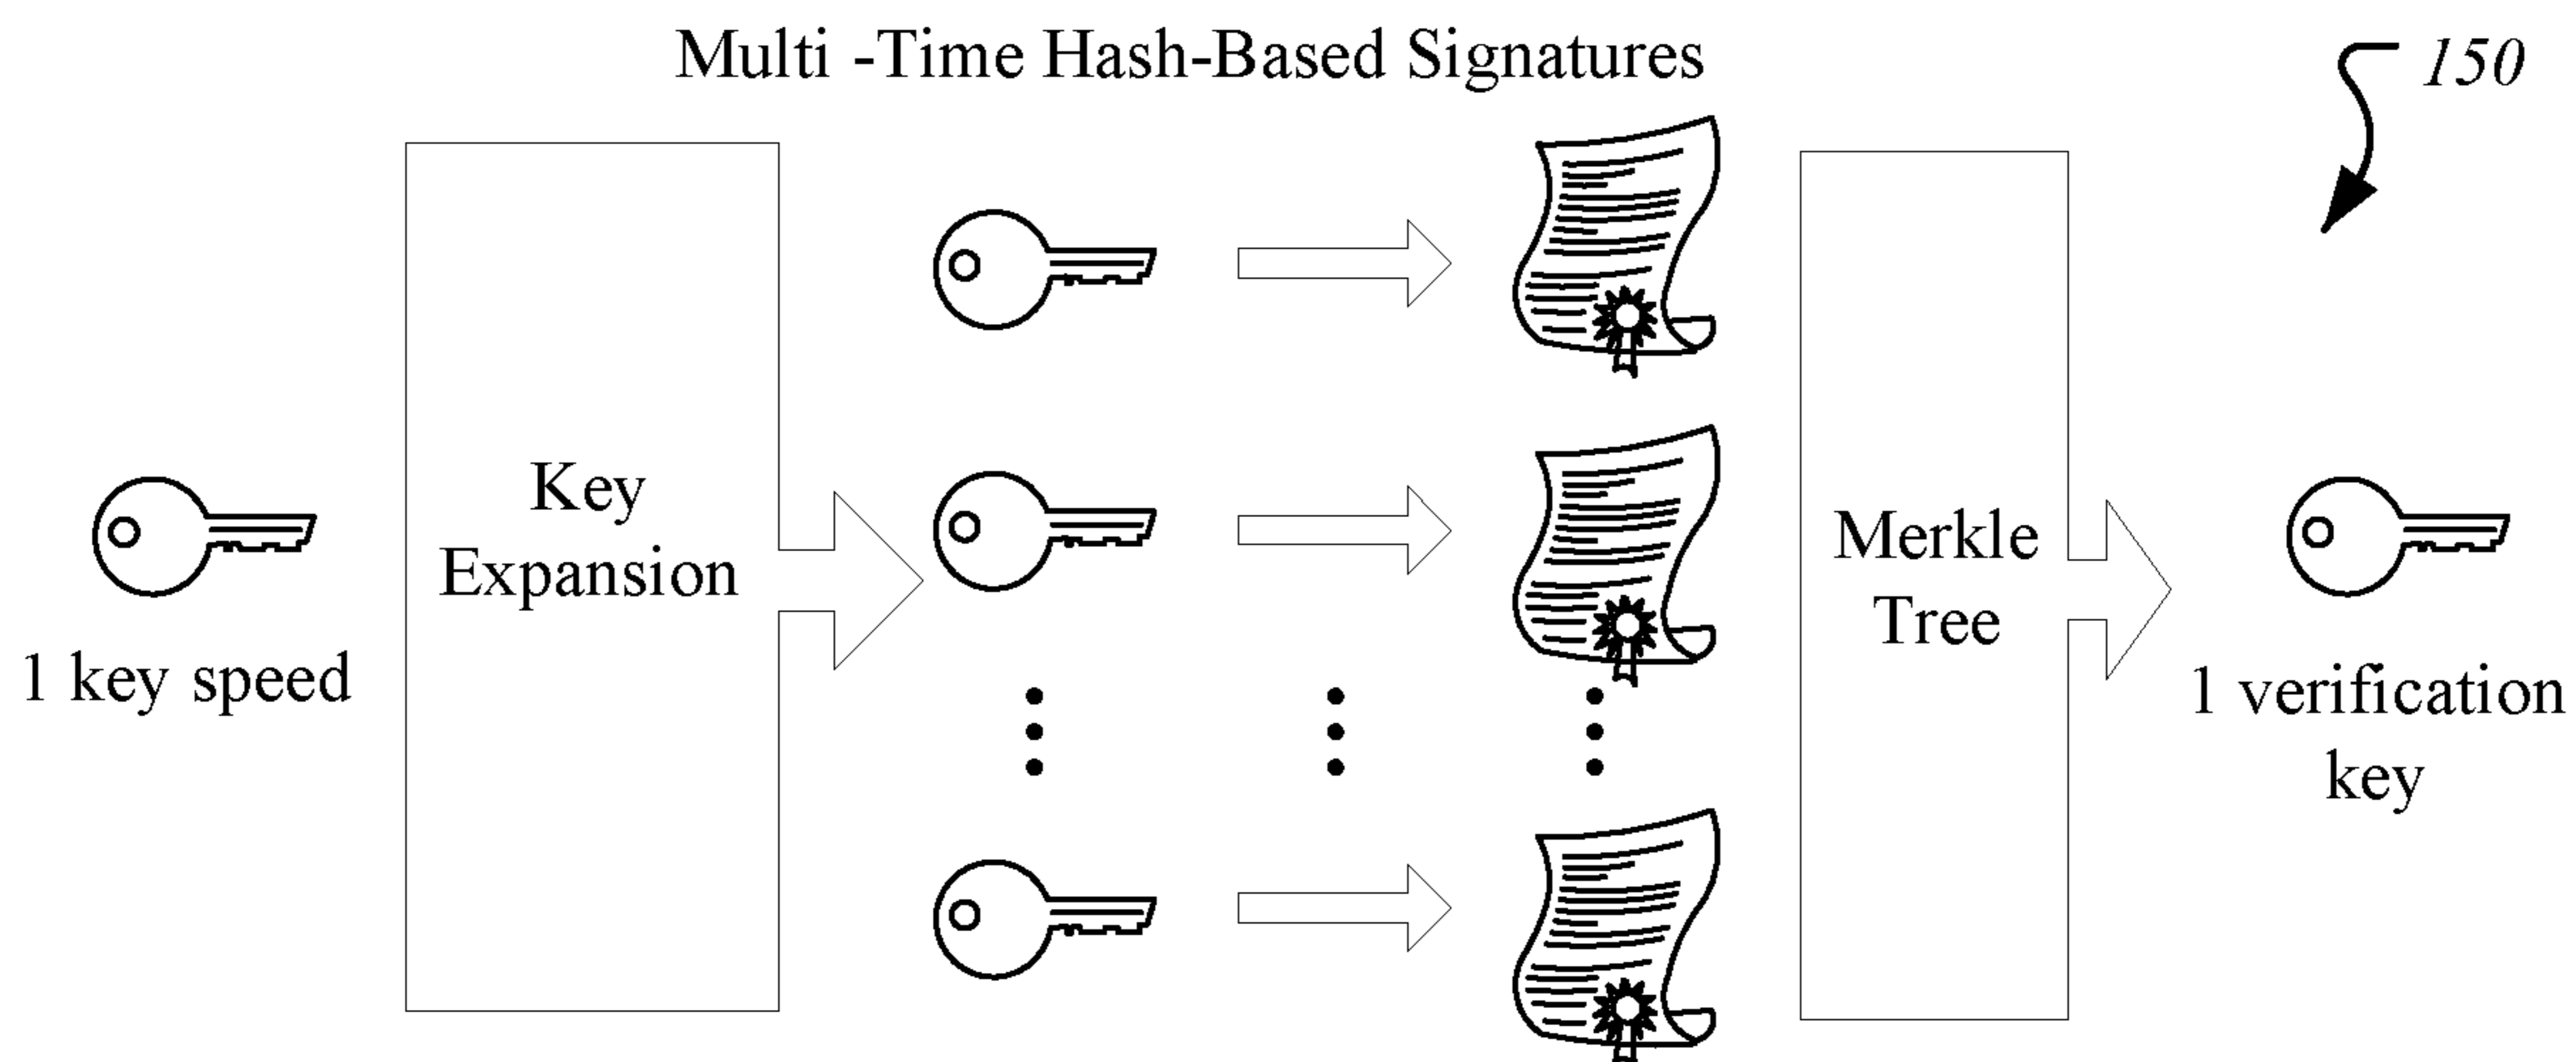 Multi -Time Hash-Based Signatures
150
Key
Expansion
1 key speed
Merkle
Tree
1 verification
key